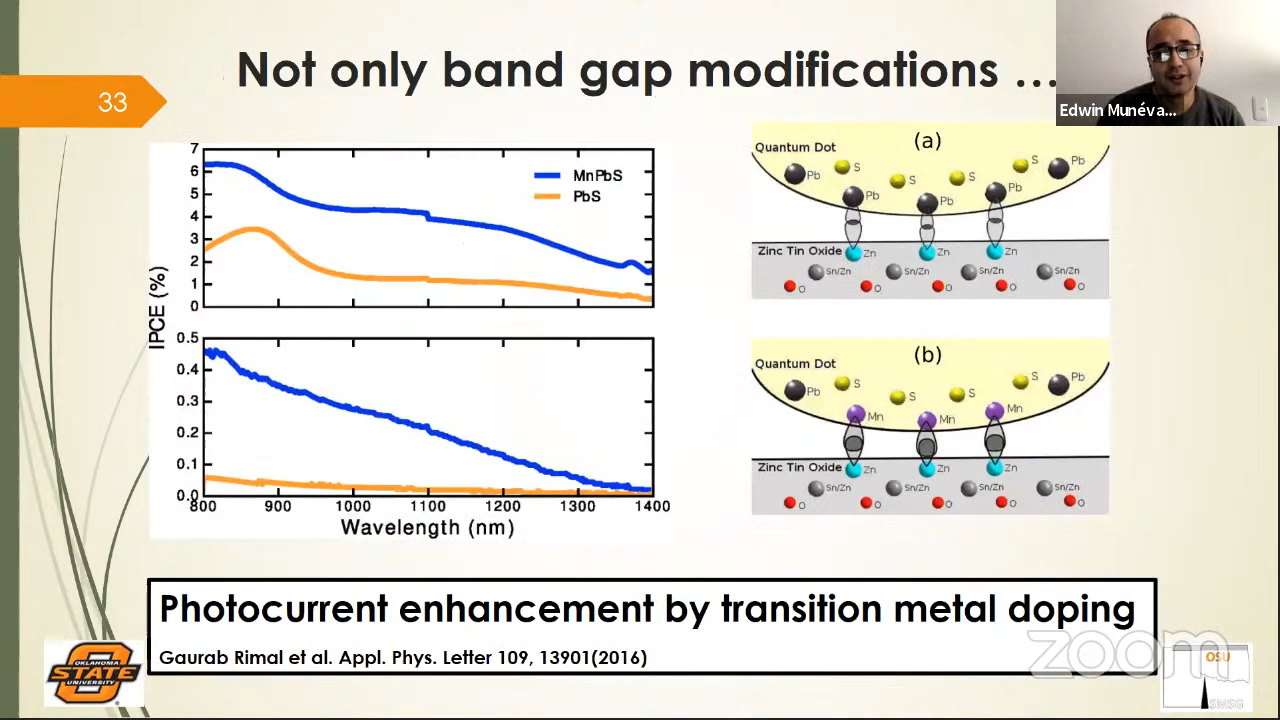 Not only band gap modifications ...
33
Edwin Munéva...
7
6
5
4
3
2
1
0
MnPbS
PbS
IPCE (%)
0.5
0.4
0.3
0.2
0.1
0.0
800 900 1000 1100 1200 1300 1400
Wavelength (nm)
(a)
Quantum Dot
Pb S S S S Pb
Pb Pb Pb
Zinc Tin Oxide Zn Zn Zn
Sn/Zn Sn/Zn Sn/Zn Sn/Zn
O O O O O
(b)
Quantum Dot
Pb S S S S Pb
Mn Mn Mn
Zinc Tin Oxide Zn Zn Zn
Sn/Zn Sn/Zn Sn/Zn Sn/Zn
O O O O O
Photocurrent enhancement by transition metal doping
Gaurab Rimal et al. Appl. Phys. Letter 109, 13901(2016)
zoom
OKLAHOMA
STATE
UNIVERSITY
OSU
SMSG